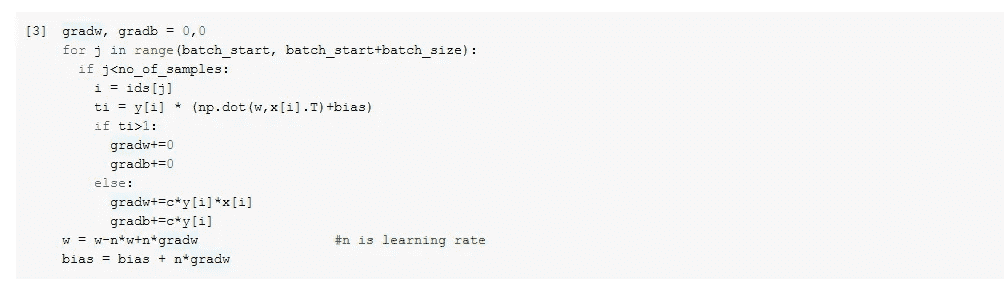 [3] gradw, gradb = 0,0
for j in range(batch_start, batch_start+batch_size):
if j<no_of_samples:
i = ids[j]
ti = y[i] * (np.dot(w,x[i].T)+bias)
if ti>1:
gradw+=0
gradb+=0
else:
gradw+=c*y[i]*x[i]
gradb+=c*y[i]
w = w-n*w+n*gradw #n is learning rate
bias = bias + n*gradw